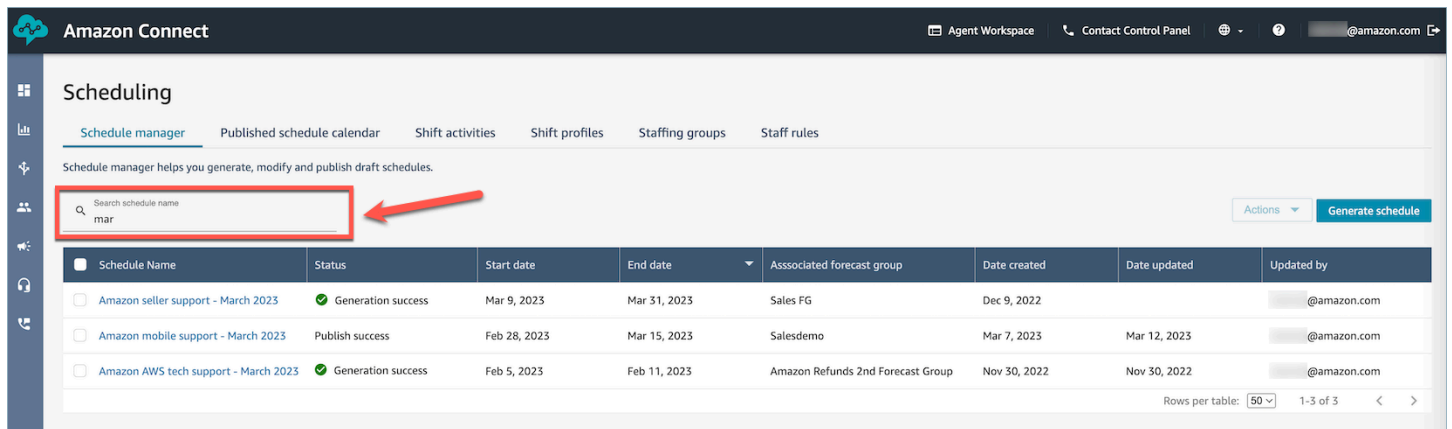 Amazon Connect
Agent Workspace Contact Control Panel @amazon.com
Scheduling
Schedule manager Published schedule calendar Shift activities Shift profiles Staffing groups Staff rules
Schedule manager helps you generate, modify and publish draft schedules.
Search schedule name
mar
Actions Generate schedule
Schedule Name Status Start date End date Asssociated forecast group Date created Date updated Updated by
Amazon seller support - March 2023 Generation success Mar 9, 2023 Mar 31, 2023 Sales FG Dec 9, 2022 @amazon.com
Amazon mobile support - March 2023 Publish success Feb 28, 2023 Mar 15, 2023 Salesdemo Mar 7, 2023 Mar 12, 2023 @amazon.com
Amazon AWS tech support - March 2023 Generation success Feb 5, 2023 Feb 11, 2023 Amazon Refunds 2nd Forecast Group Nov 30, 2022 Nov 30, 2022 @amazon.com
Rows per table: 50 1-3 of 3